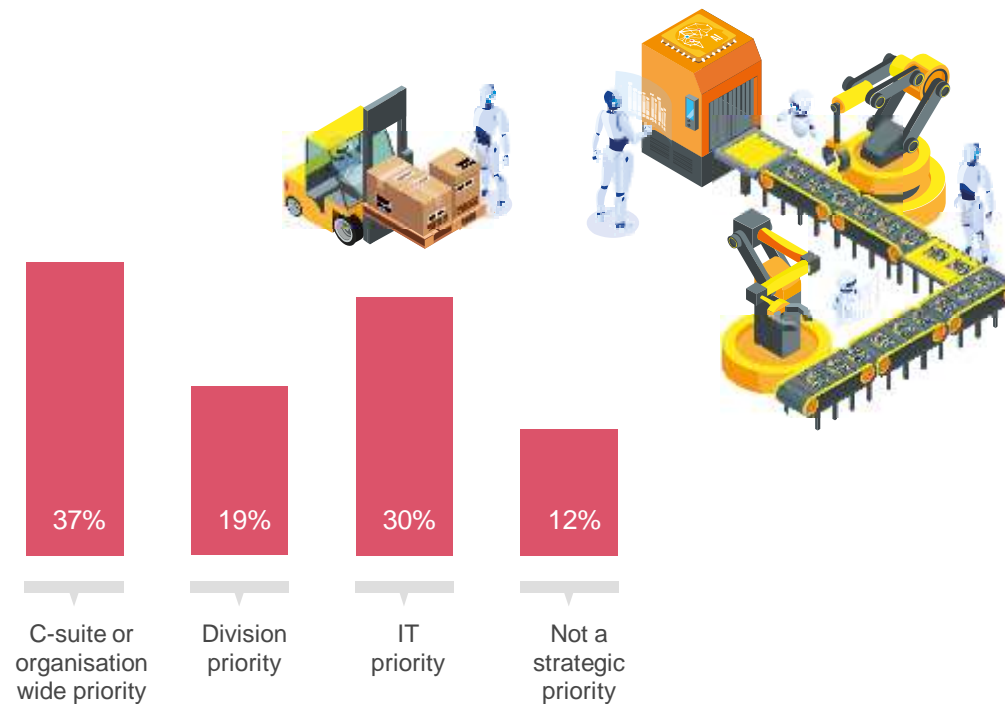 37%
19%
30%
12%
C-suite or
organisation
wide priority
Division
priority
IT
priority
Not a
strategic
priority